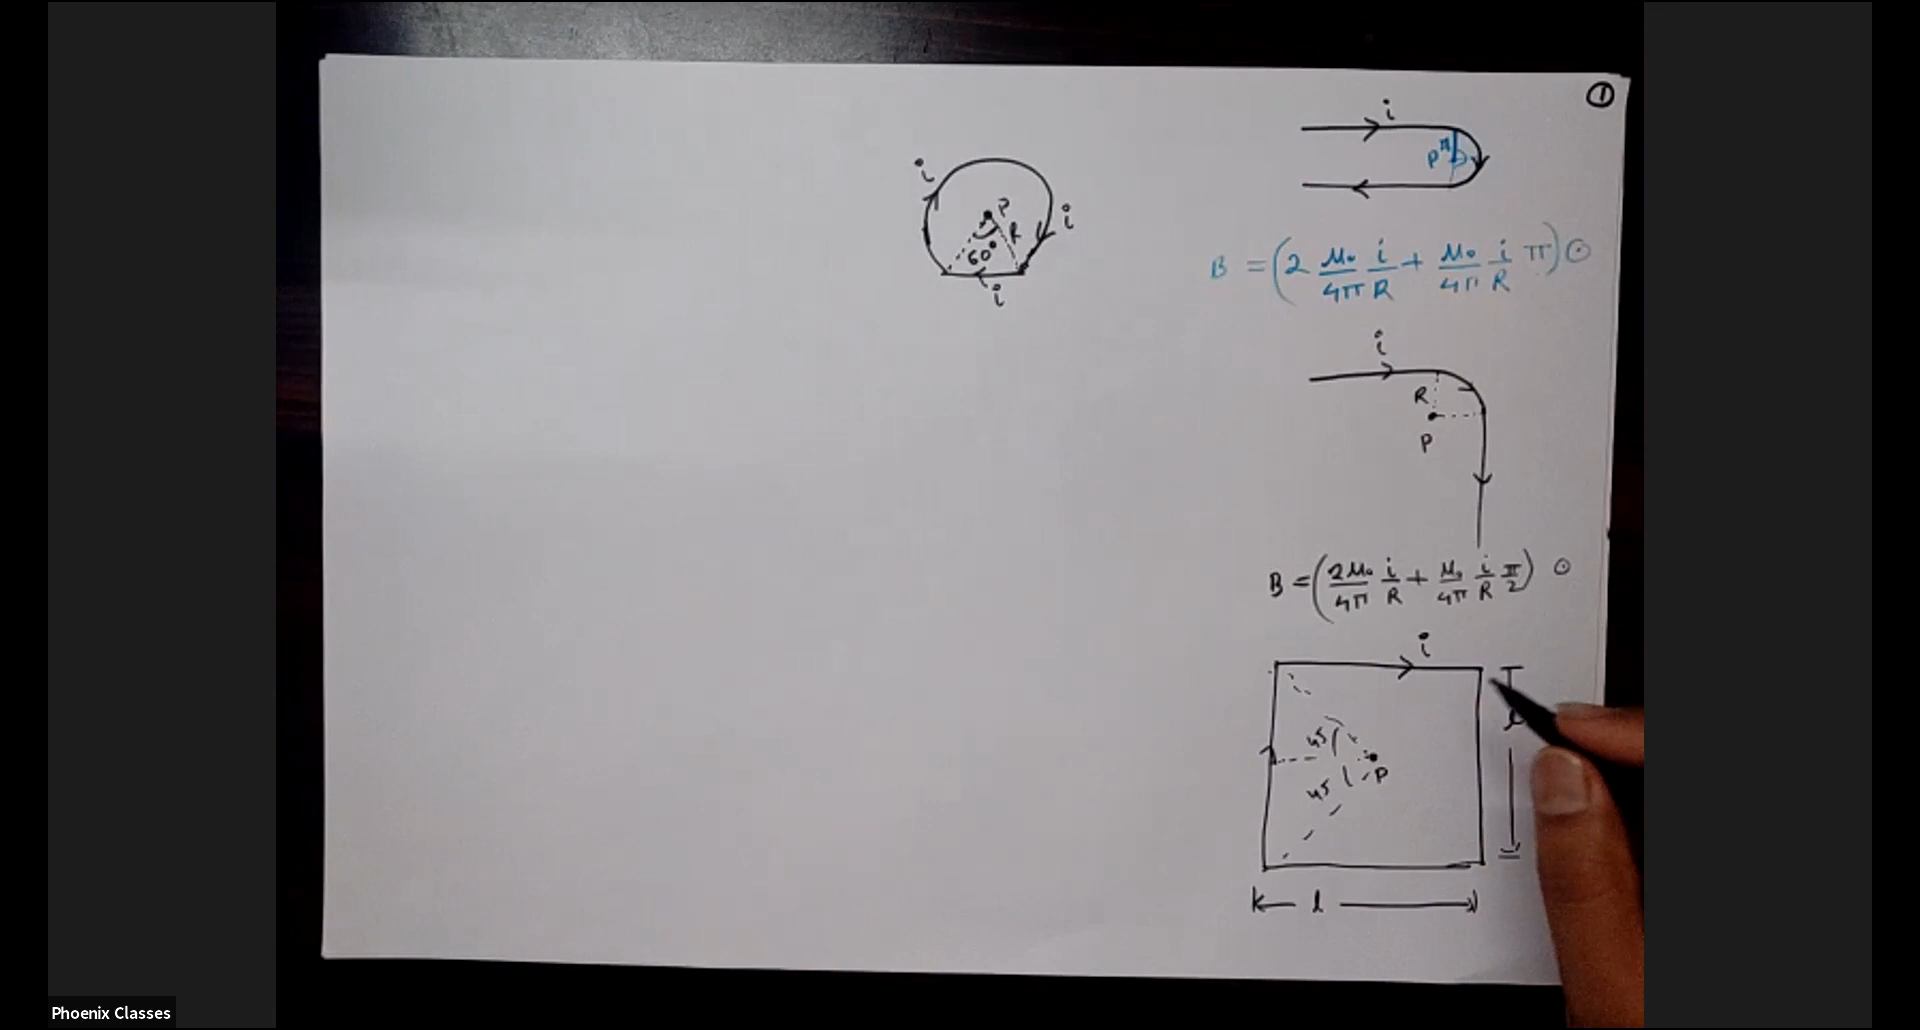 ①
i
P π
B = (2 μ₀/4π i/R + μ₀/4π i/R π) ⊙
i
i
P
R
60°
i
i
R
P
B = (2μ₀/4π i/R + μ₀/4π i/R π/2) ⊙
i
l
45
P
45
l
Phoenix Classes